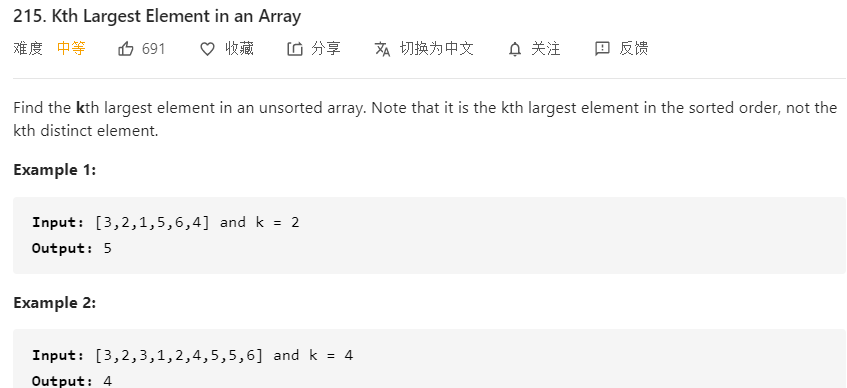 215. Kth Largest Element in an Array
难度 中等 691 收藏 分享 切换为中文 关注 反馈
Find the kth largest element in an unsorted array. Note that it is the kth largest element in the sorted order, not the
kth distinct element.
Example 1:
Input: [3,2,1,5,6,4] and k = 2
Output: 5
Example 2:
Input: [3,2,3,1,2,4,5,5,6] and k = 4
Output: 4